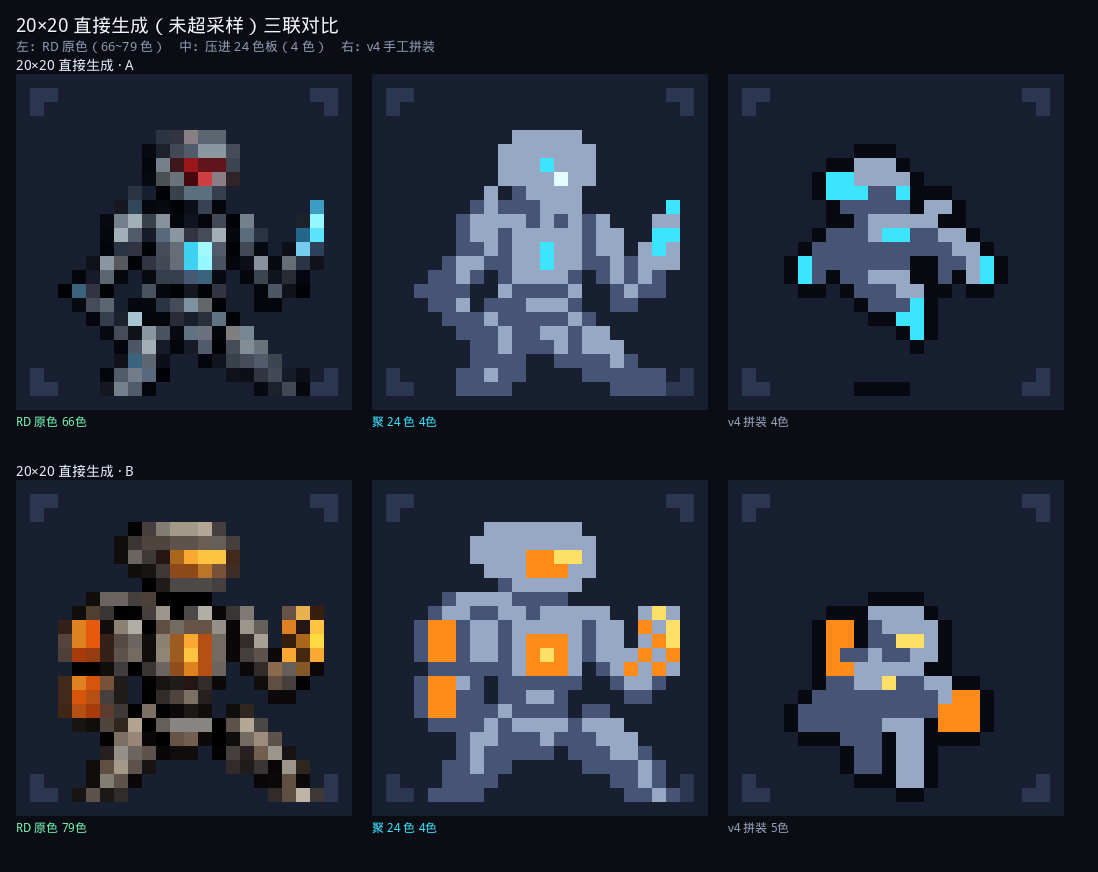 20×20 直接生成（未超采样）三联对比
左: RD 原色（66~79 色） 中: 压进 24 色板（4 色） 右: v4 手工拼装
20×20 直接生成 · A
RD 原色 66色 聚 24 色 4色 v4 拼装 4色
20×20 直接生成 · B
RD 原色 79色 聚 24 色 4色 v4 拼装 5色